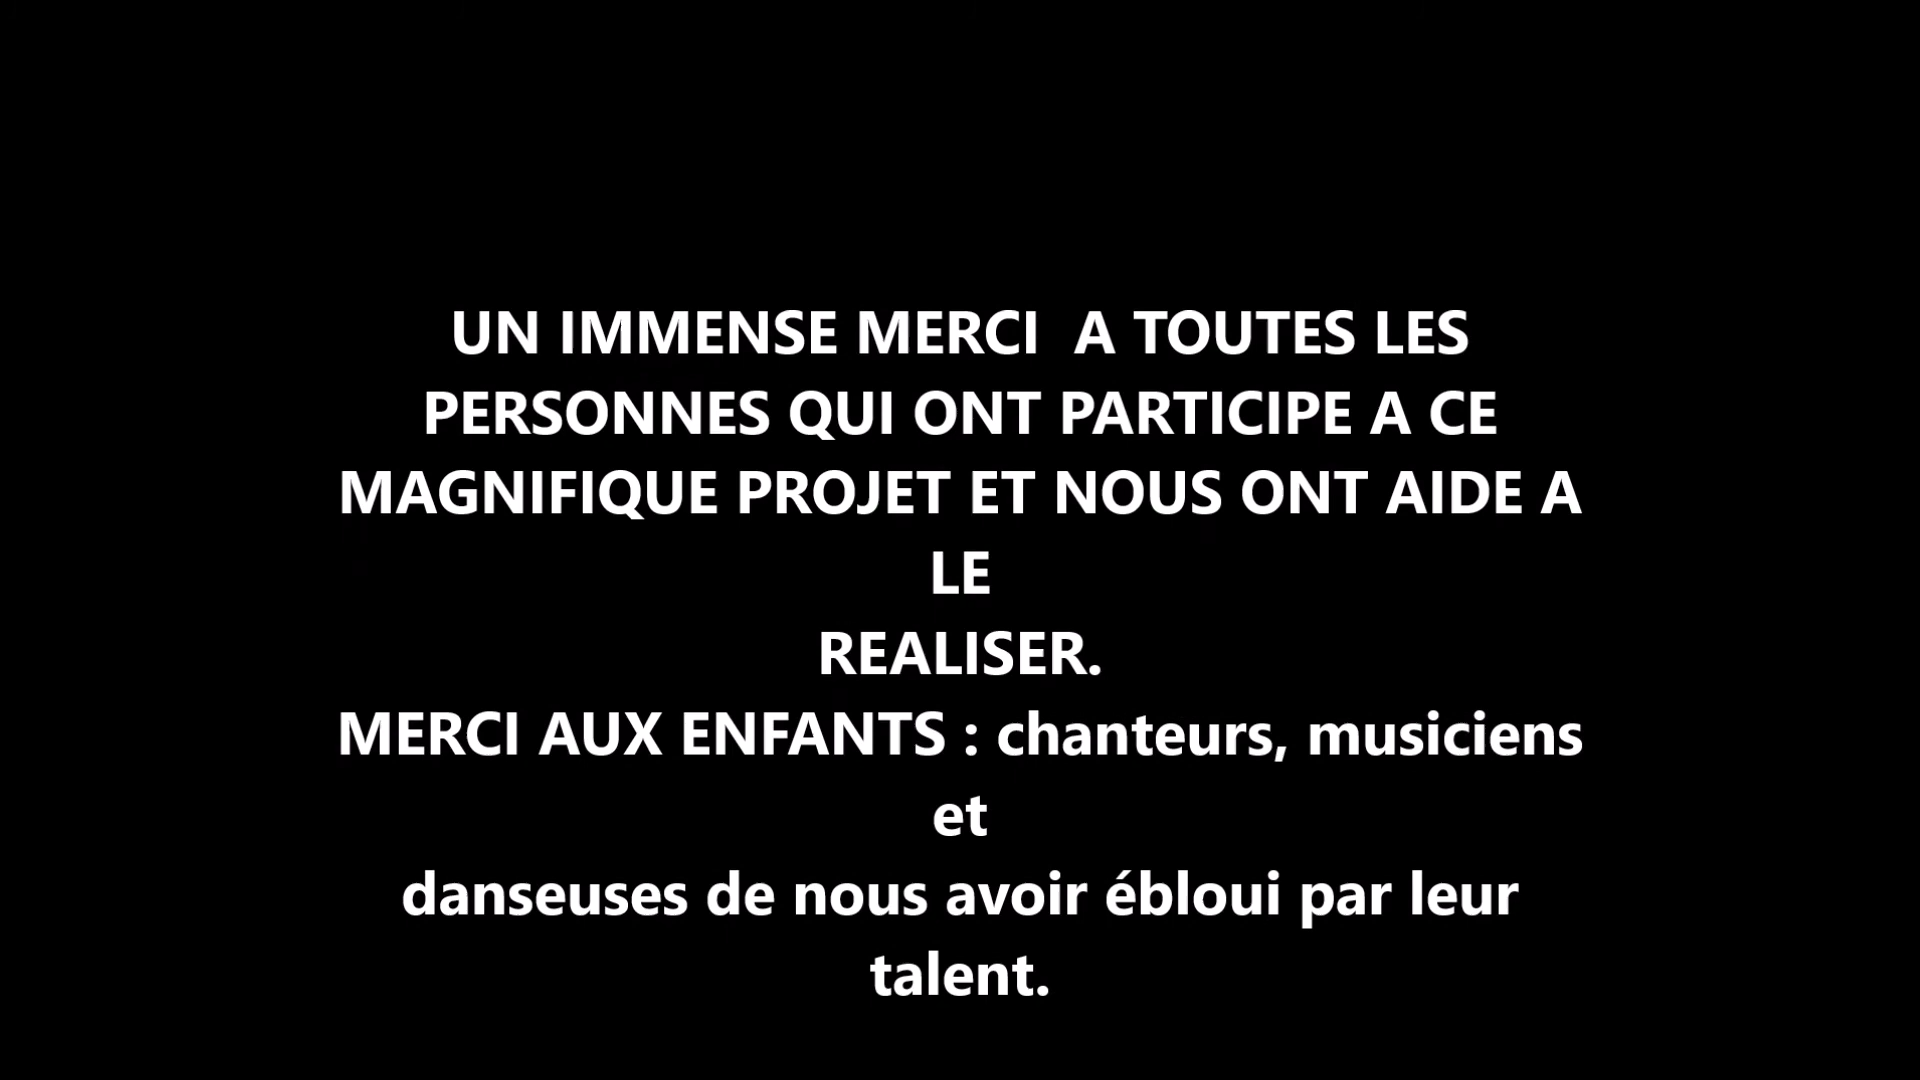 UN IMMENSE MERCI  A TOUTES LES
PERSONNES QUI ONT PARTICIPE A CE
MAGNIFIQUE PROJET ET NOUS ONT AIDE A
LE
REALISER.
MERCI AUX ENFANTS : chanteurs, musiciens
et
danseuses de nous avoir ébloui par leur
talent.